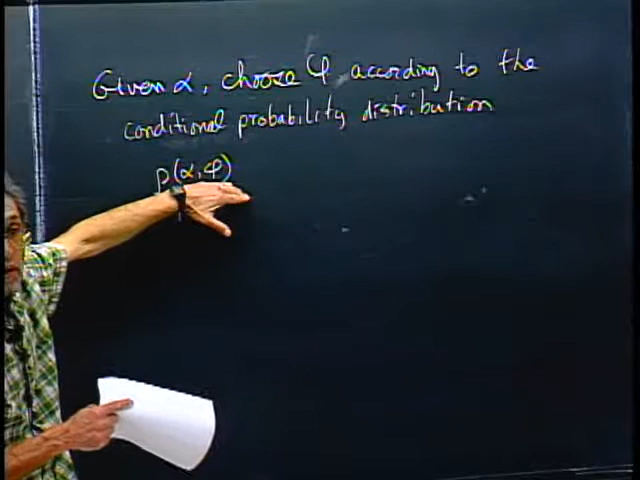 Given α, choose φ according to the
conditional probability distribution
p(α, φ)